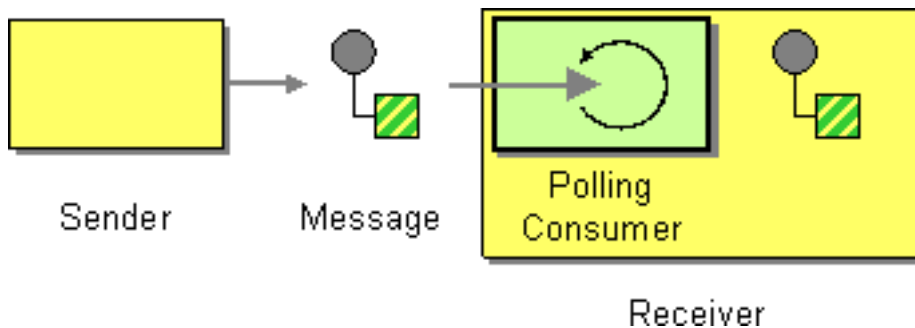 Sender
Message
Polling
Consumer
Receiver